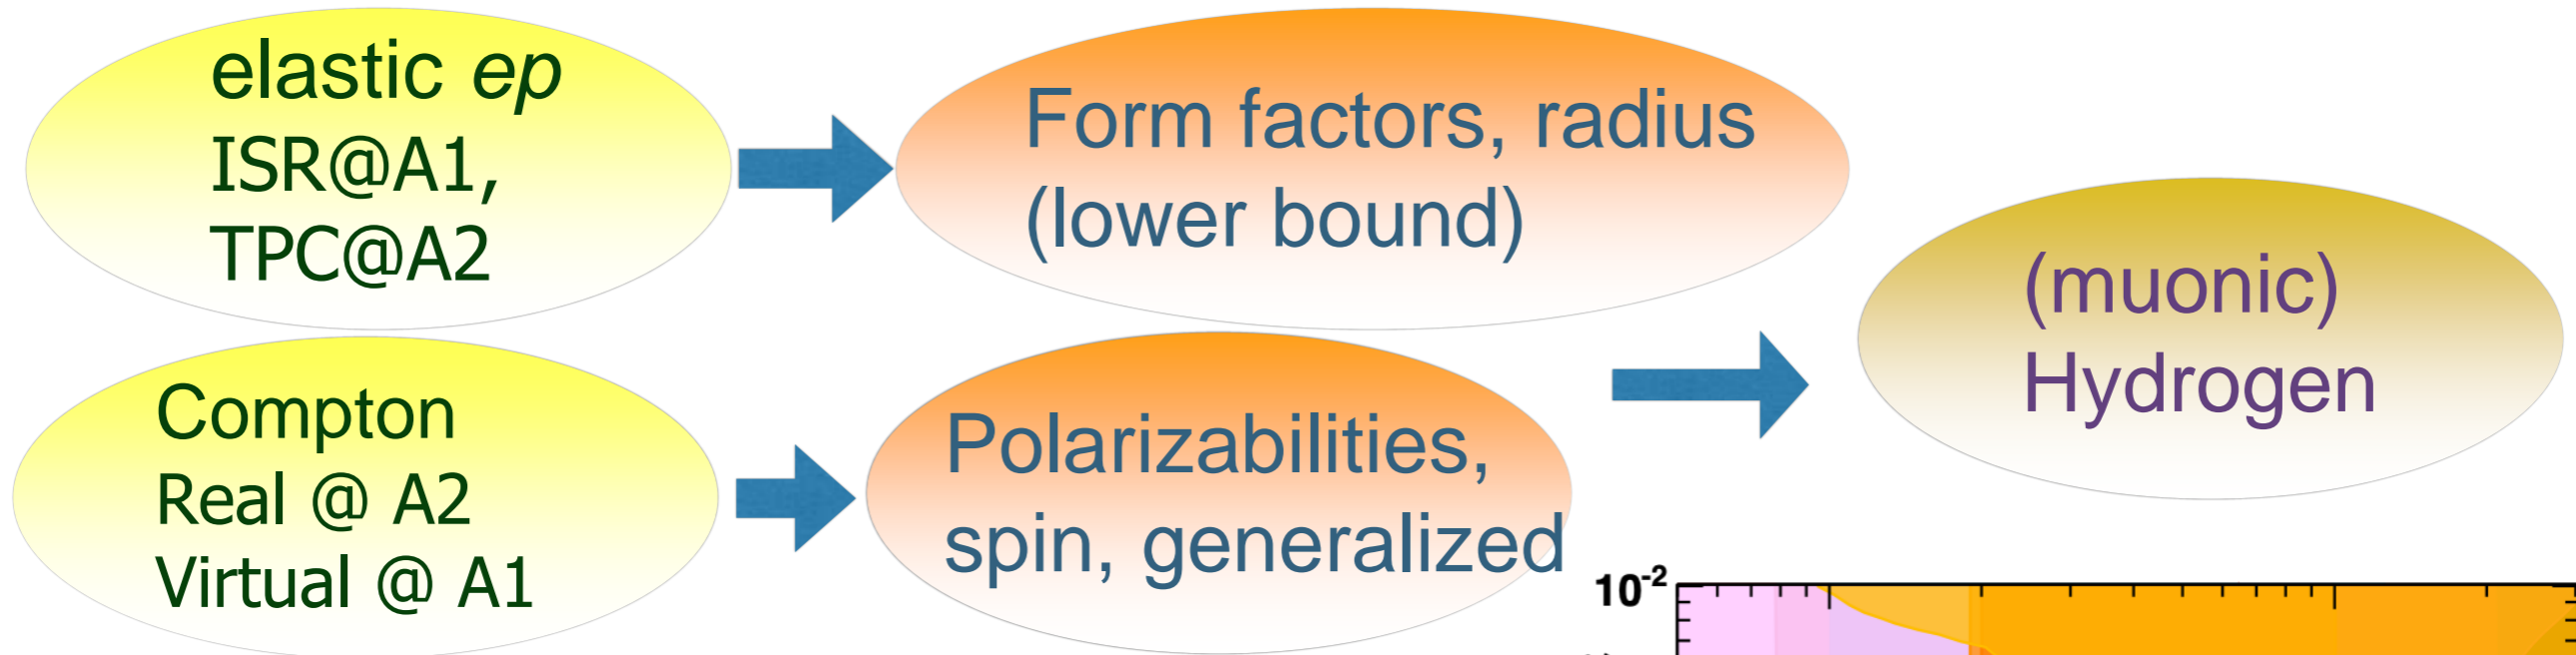 elastic ep
ISR@A1,
TPC@A2
Form factors, radius
(lower bound)
(muonic)
Hydrogen
Compton
Real @ A2
Virtual @ A1
Polarizabilities,
spin, generalized
10-2